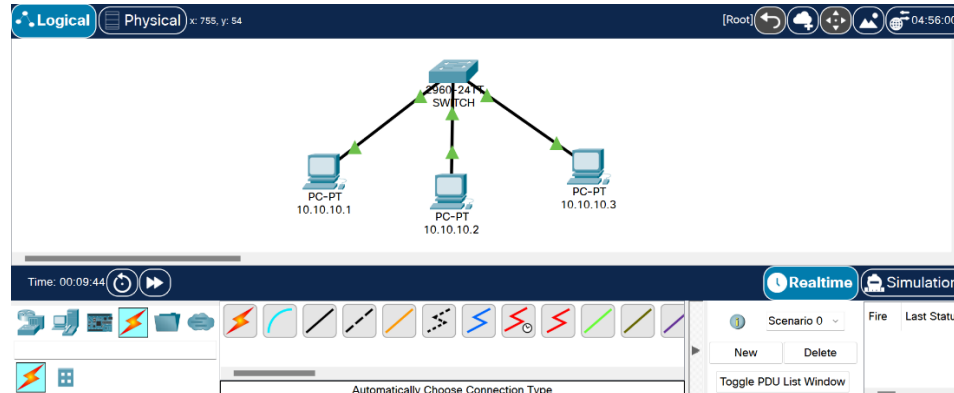 Logical
Physical
x: 755, y: 54
[Root]
04:56:00
2960-24TT
SWITCH
PC-PT
10.10.10.1
PC-PT
10.10.10.2
PC-PT
10.10.10.3
Time: 00:09:44
Realtime
Simulation
Scenario 0
Fire
Last Statu
New
Delete
Toggle PDU List Window
Automatically Choose Connection Type